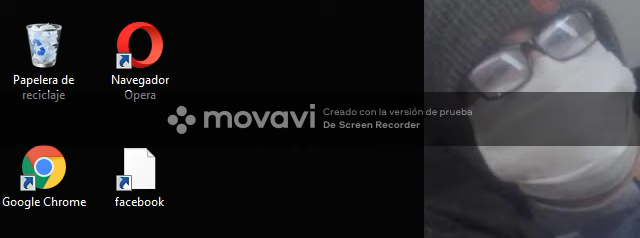 Papelera de
reciclaje
Navegador
Opera
movavi
Creado con la versión de prueba
De Screen Recorder
Google Chrome
facebook